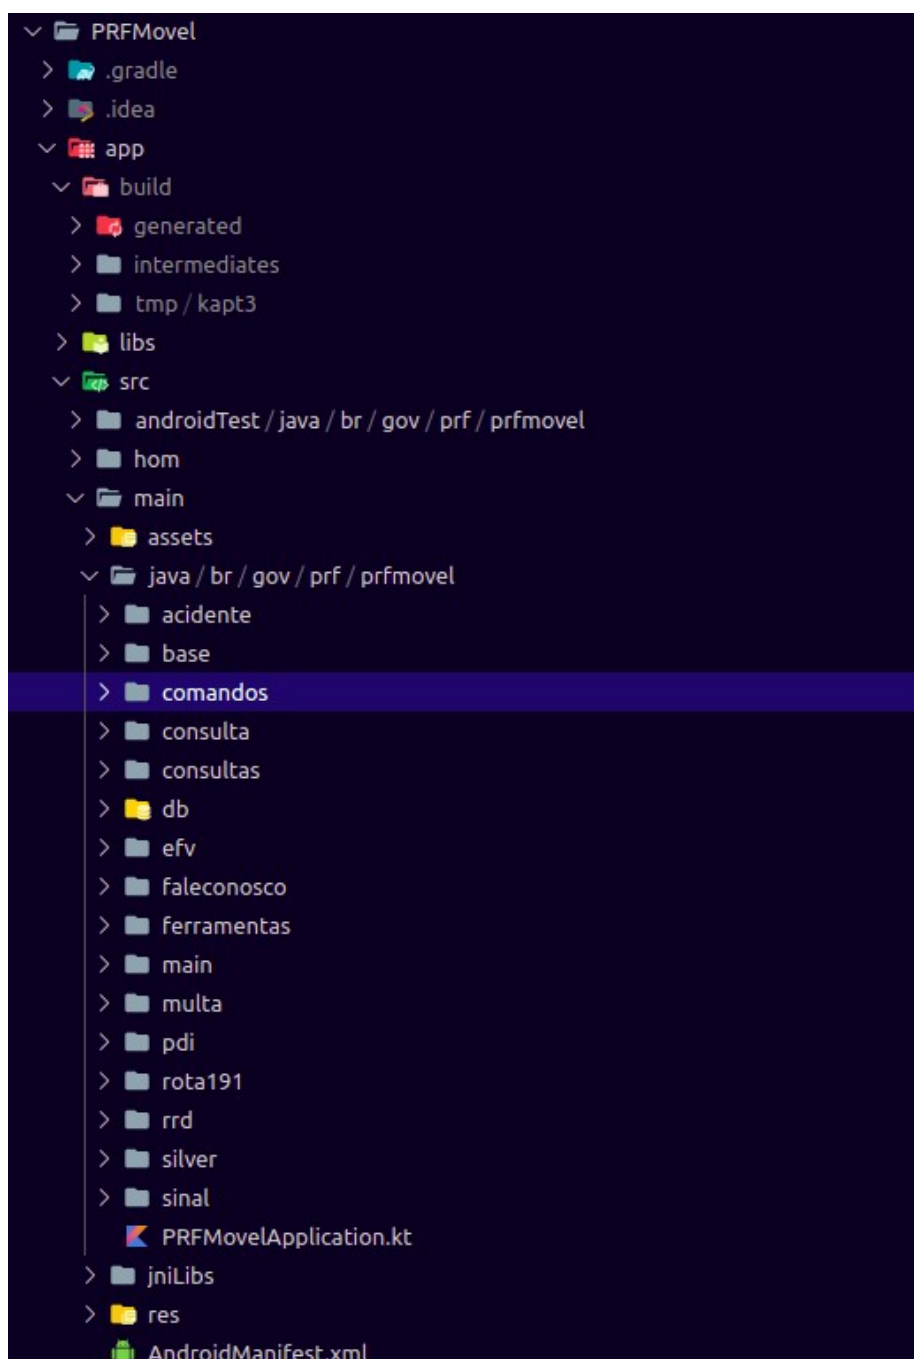 PRFMovel
.gradle
.idea
app
build
generated
intermediates
tmp / kapt3
libs
src
androidTest / java / br / gov / prf / prfmovel
hom
main
assets
java / br / gov / prf / prfmovel
acidente
base
comandos
consulta
consultas
db
efv
faleconosco
ferramentas
main
multa
pdi
rota191
rrd
silver
sinal
PRFMovelApplication.kt
jniLibs
res
AndroidManifest.xml